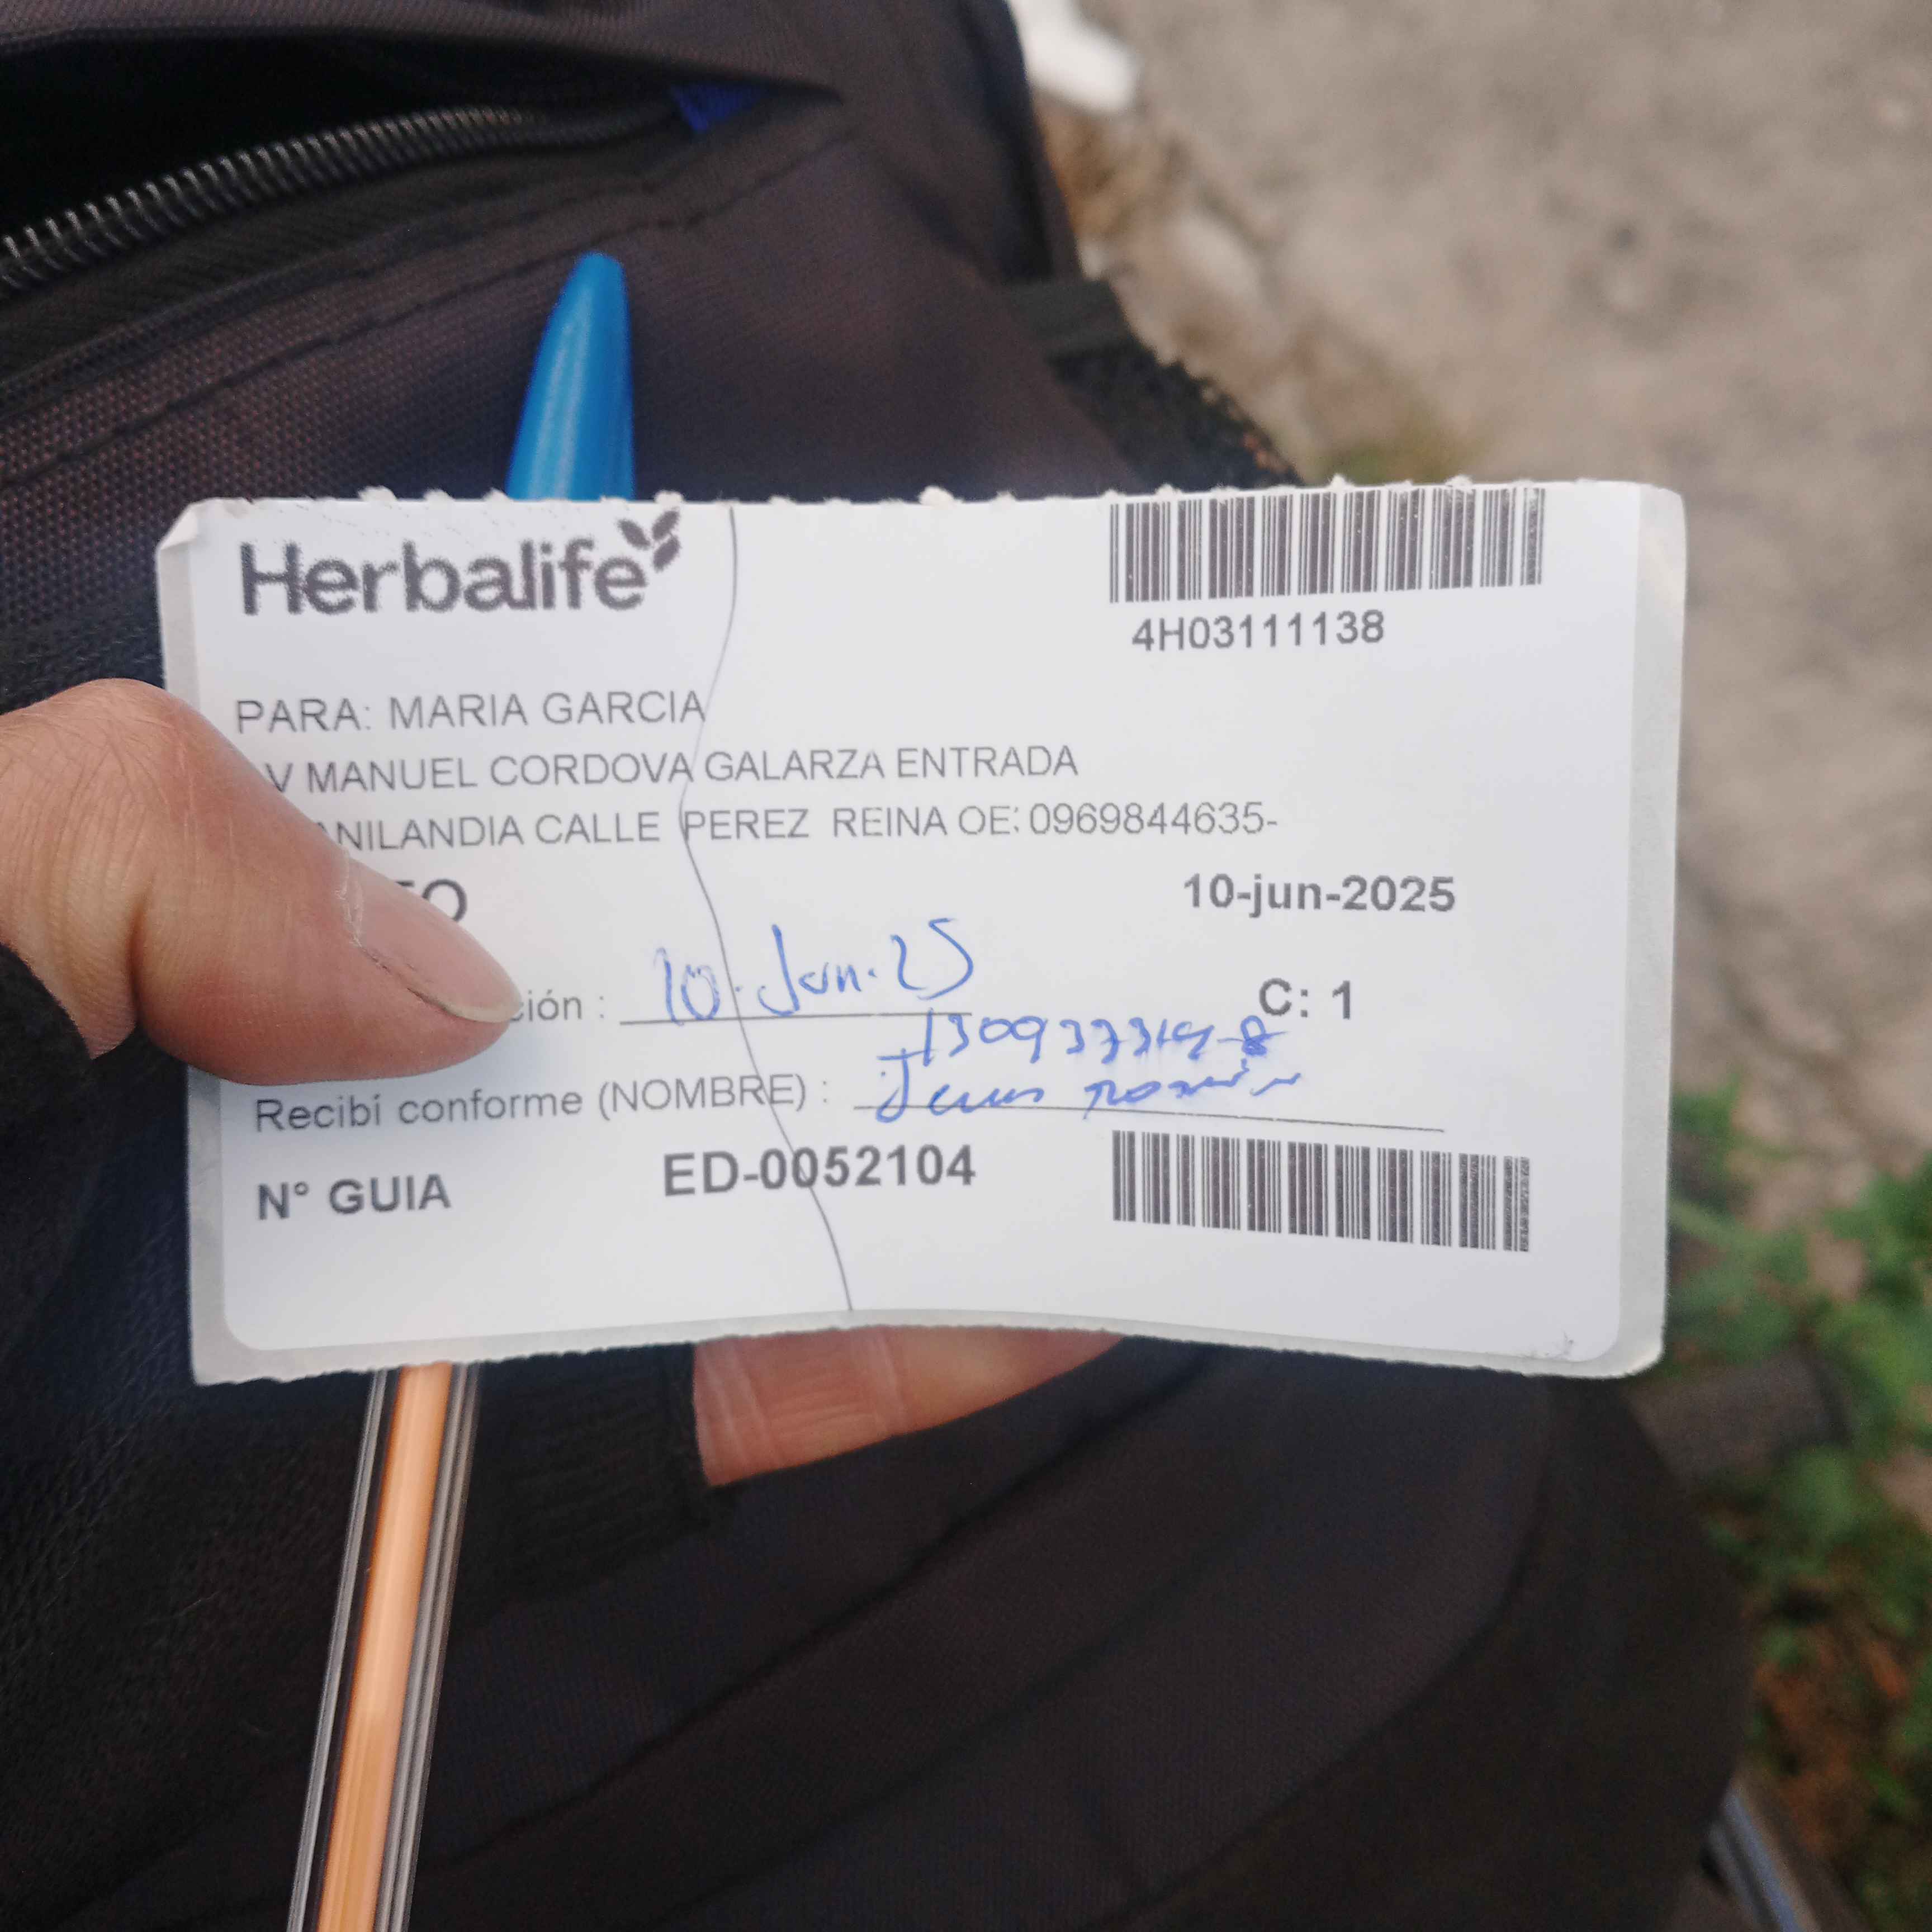 Herbalife
4H03111138
PARA: MARIA GARCIA
V MANUEL CORDOVA GALARZA ENTRADA
ANILANDIA CALLE PEREZ REINA OE: 0969844635-
TO
10-jun-2025
ción : 10-Jun-25
C: 1
Recibí conforme (NOMBRE) :
N° GUIA ED-0052104